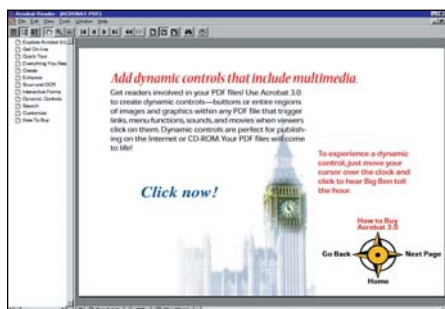 Acrobat Reader - [ACROBAT.PDF]
File Edit View Tools Window Help
Explore Acrobat
Get On-line
Quick Tour
Everything You Need
Create
Enhance
Scan and OCR
Interactive Forms
Dynamic Controls
Search
Customize
How To Buy
Add dynamic controls that include multimedia.
Get readers involved in your PDF files! Use Acrobat 3.0
to create dynamic controls—buttons or entire regions
of images and graphics within any PDF file that trigger
links, menu functions, sounds, and movies when viewers
click on them. Dynamic controls are perfect for publish-
ing on the Internet or CD-ROM. Your PDF files will come
to life!
Click now!
To experience a dynamic
control, just move your
cursor over the clock and
click to hear Big Ben toll
the hour.
How to Buy
Acrobat 3.0
Go Back
Next Page
Home